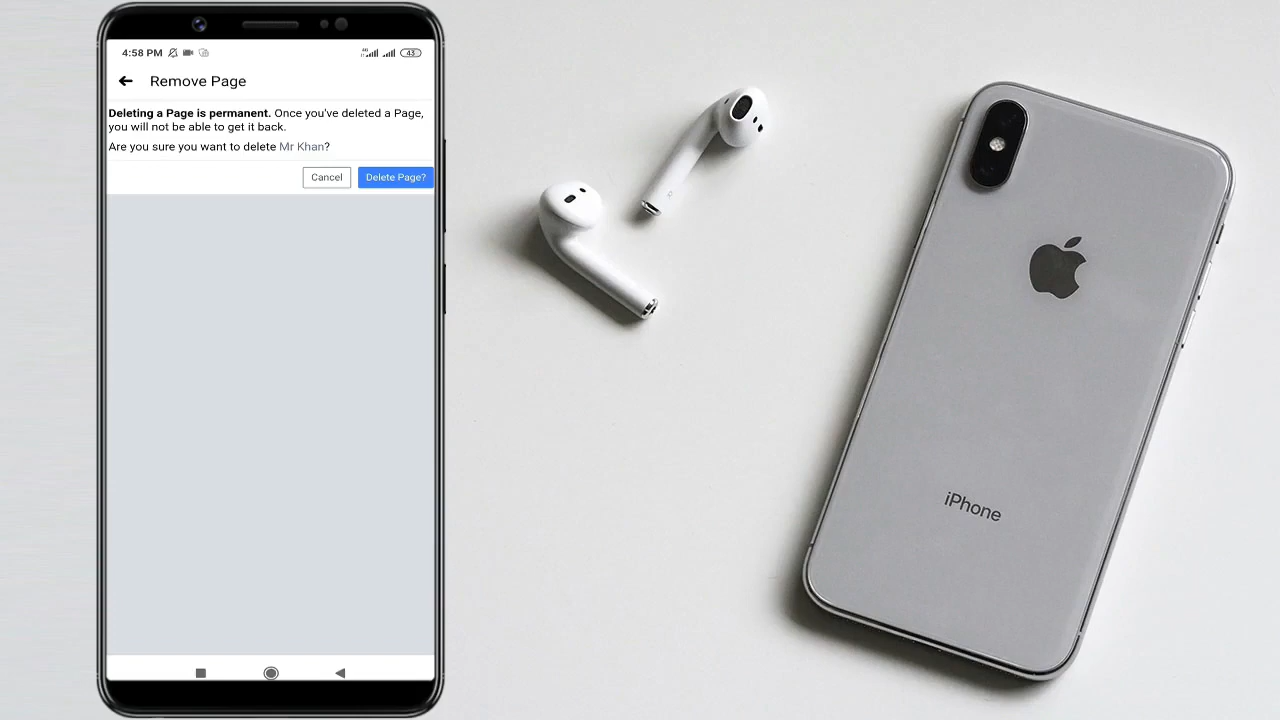 4:58 PM
43
Remove Page
Deleting a Page is permanent. Once you've deleted a Page,
you will not be able to get it back.
Are you sure you want to delete Mr Khan?
Cancel
Delete Page?
iPhone